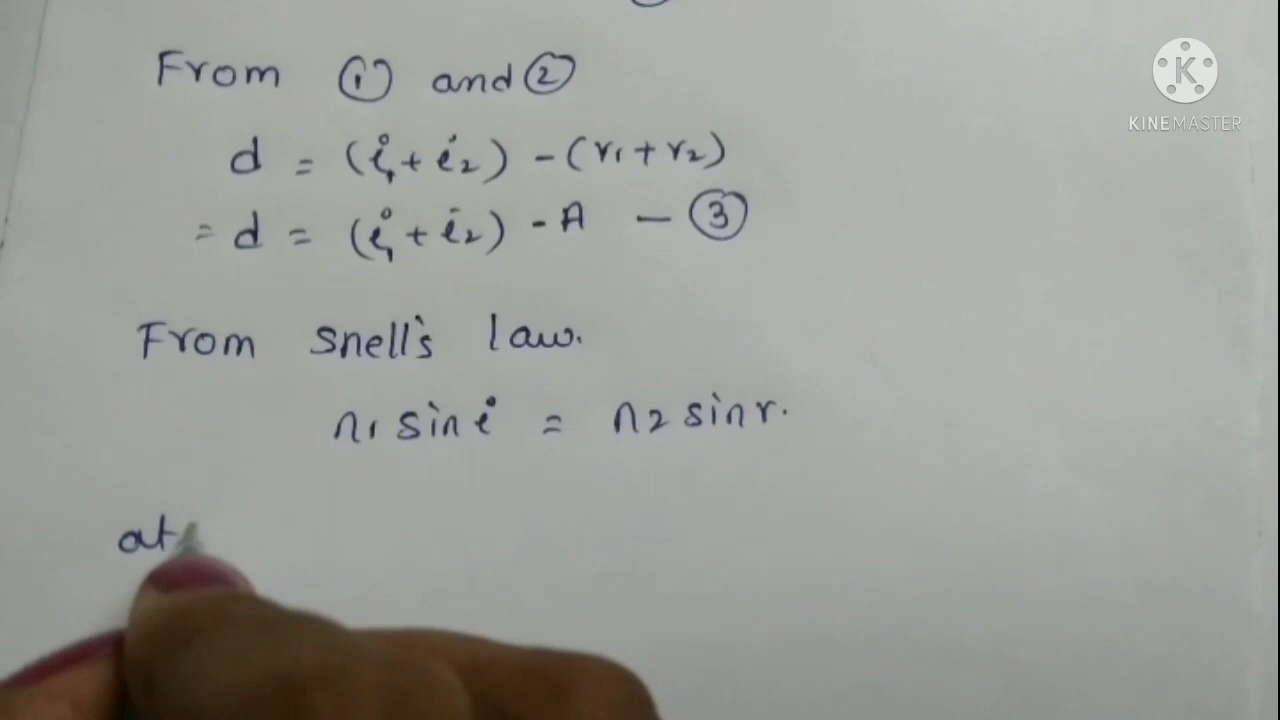 From ① and ②
d = (i₁ + i₂) - (r₁ + r₂)
= d = (i₁ + i₂) - A — ③
From snell's law.
n₁ sin i = n₂ sin r.
at
K
KINEMASTER